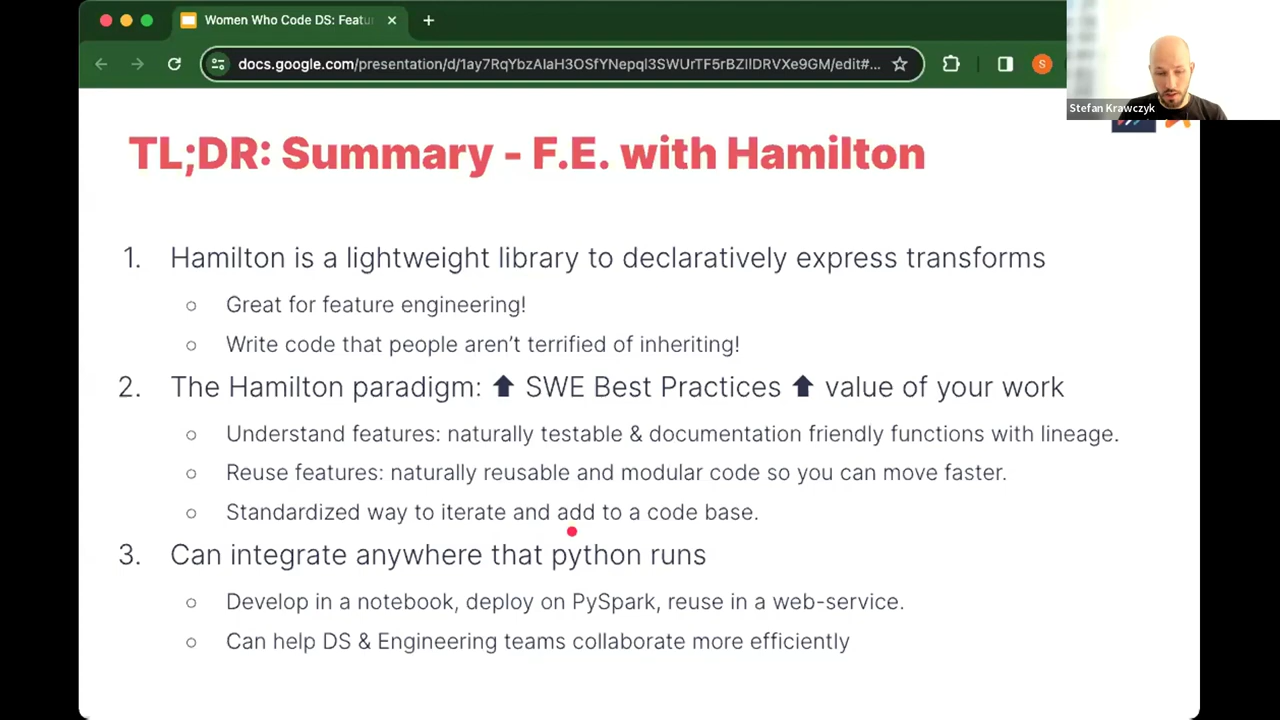 Women Who Code DS: Featu
docs.google.com/presentation/d/1ay7RqYbzAIaH3OSfYNepql3SWUrTF5rBZIlDRVXe9GM/edit#...
S
Stefan Krawczyk
TL;DR: Summary - F.E. with Hamilton
1. Hamilton is a lightweight library to declaratively express transforms
○ Great for feature engineering!
○ Write code that people aren't terrified of inheriting!
2. The Hamilton paradigm: ⬆ SWE Best Practices ⬆ value of your work
○ Understand features: naturally testable & documentation friendly functions with lineage.
○ Reuse features: naturally reusable and modular code so you can move faster.
○ Standardized way to iterate and add to a code base.
3. Can integrate anywhere that python runs
○ Develop in a notebook, deploy on PySpark, reuse in a web-service.
○ Can help DS & Engineering teams collaborate more efficiently